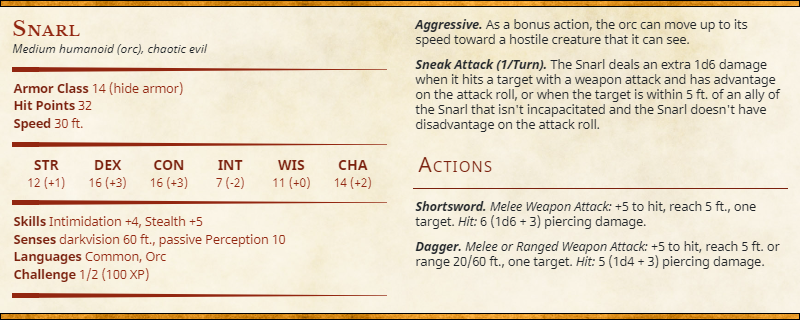 Snarl
Medium humanoid (orc), chaotic evil
Armor Class 14 (hide armor)
Hit Points 32
Speed 30 ft.
STR DEX CON INT WIS CHA
12 (+1) 16 (+3) 16 (+3) 7 (-2) 11 (+0) 14 (+2)
Skills Intimidation +4, Stealth +5
Senses darkvision 60 ft., passive Perception 10
Languages Common, Orc
Challenge 1/2 (100 XP)
Aggressive. As a bonus action, the orc can move up to its
speed toward a hostile creature that it can see.
Sneak Attack (1/Turn). The Snarl deals an extra 1d6 damage
when it hits a target with a weapon attack and has advantage
on the attack roll, or when the target is within 5 ft. of an ally of
the Snarl that isn't incapacitated and the Snarl doesn't have
disadvantage on the attack roll.
Actions
Shortsword. Melee Weapon Attack: +5 to hit, reach 5 ft., one
target. Hit: 6 (1d6 + 3) piercing damage.
Dagger. Melee or Ranged Weapon Attack: +5 to hit, reach 5 ft. or
range 20/60 ft., one target. Hit: 5 (1d4 + 3) piercing damage.